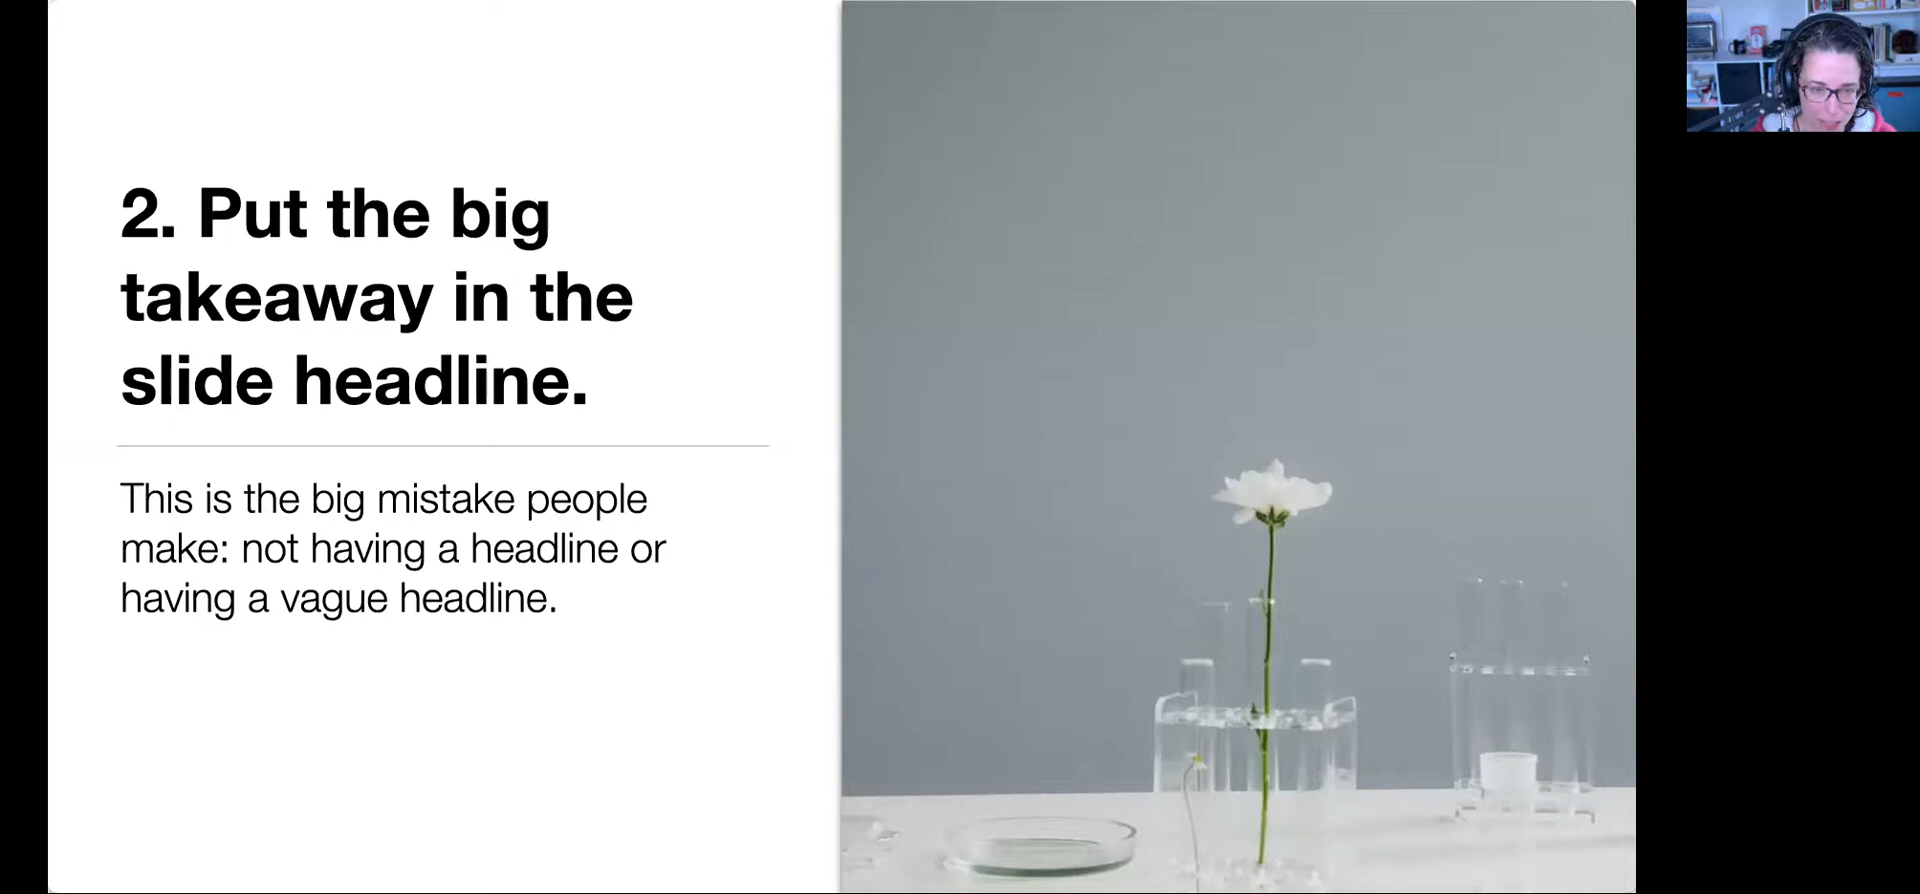 2. Put the big
takeaway in the
slide headline.
This is the big mistake people
make: not having a headline or
having a vague headline.